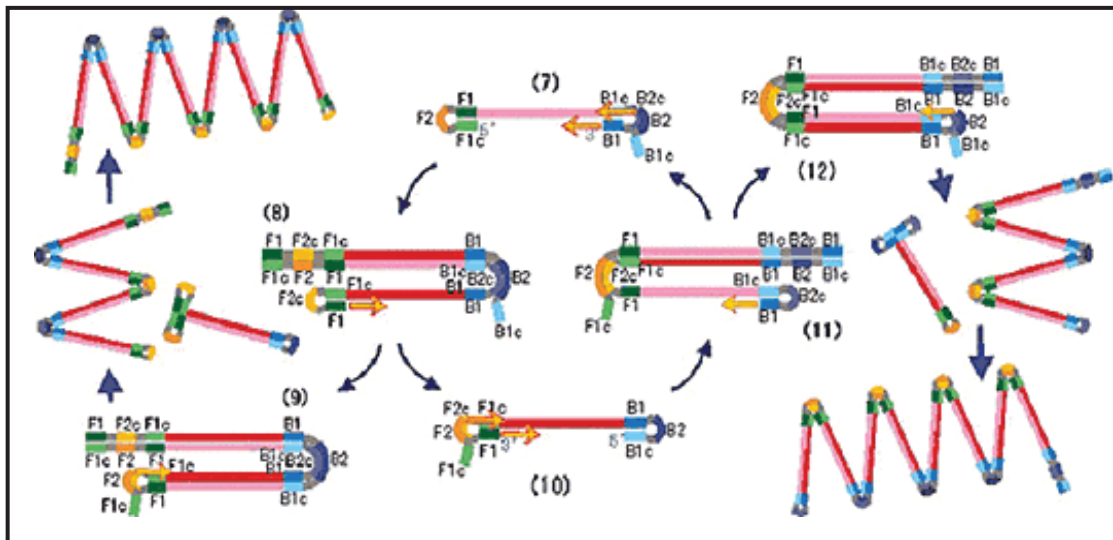 (7)
F1
B1c
B2c
F2
F1c
5'
3'
B1
B2
B1c
(8)
F1 F2c F1c
B1
F1c F2 F1
B1c
B2c
B2
F2c
F1c
B1
F1
B1
B1c
(9)
F1 F2c F1c
B1
F1c F2 F1
B1c
B2c
B2
F2
F1c
B1
F1c
F1
B1c
(10)
F2c
F1c
B1
F2
F1
3'
5'
B1c
B2
F1c
(11)
F1
B1c B2c B1
F2
F2c
F1c
B1 B2 B1c
B1c
F1
B2c
B1
F1c
(12)
F1
B1c B2c B1
F2
F2c
F1c
B1 B2 B1c
F1
B1c
B2
F1c
B1
B1c